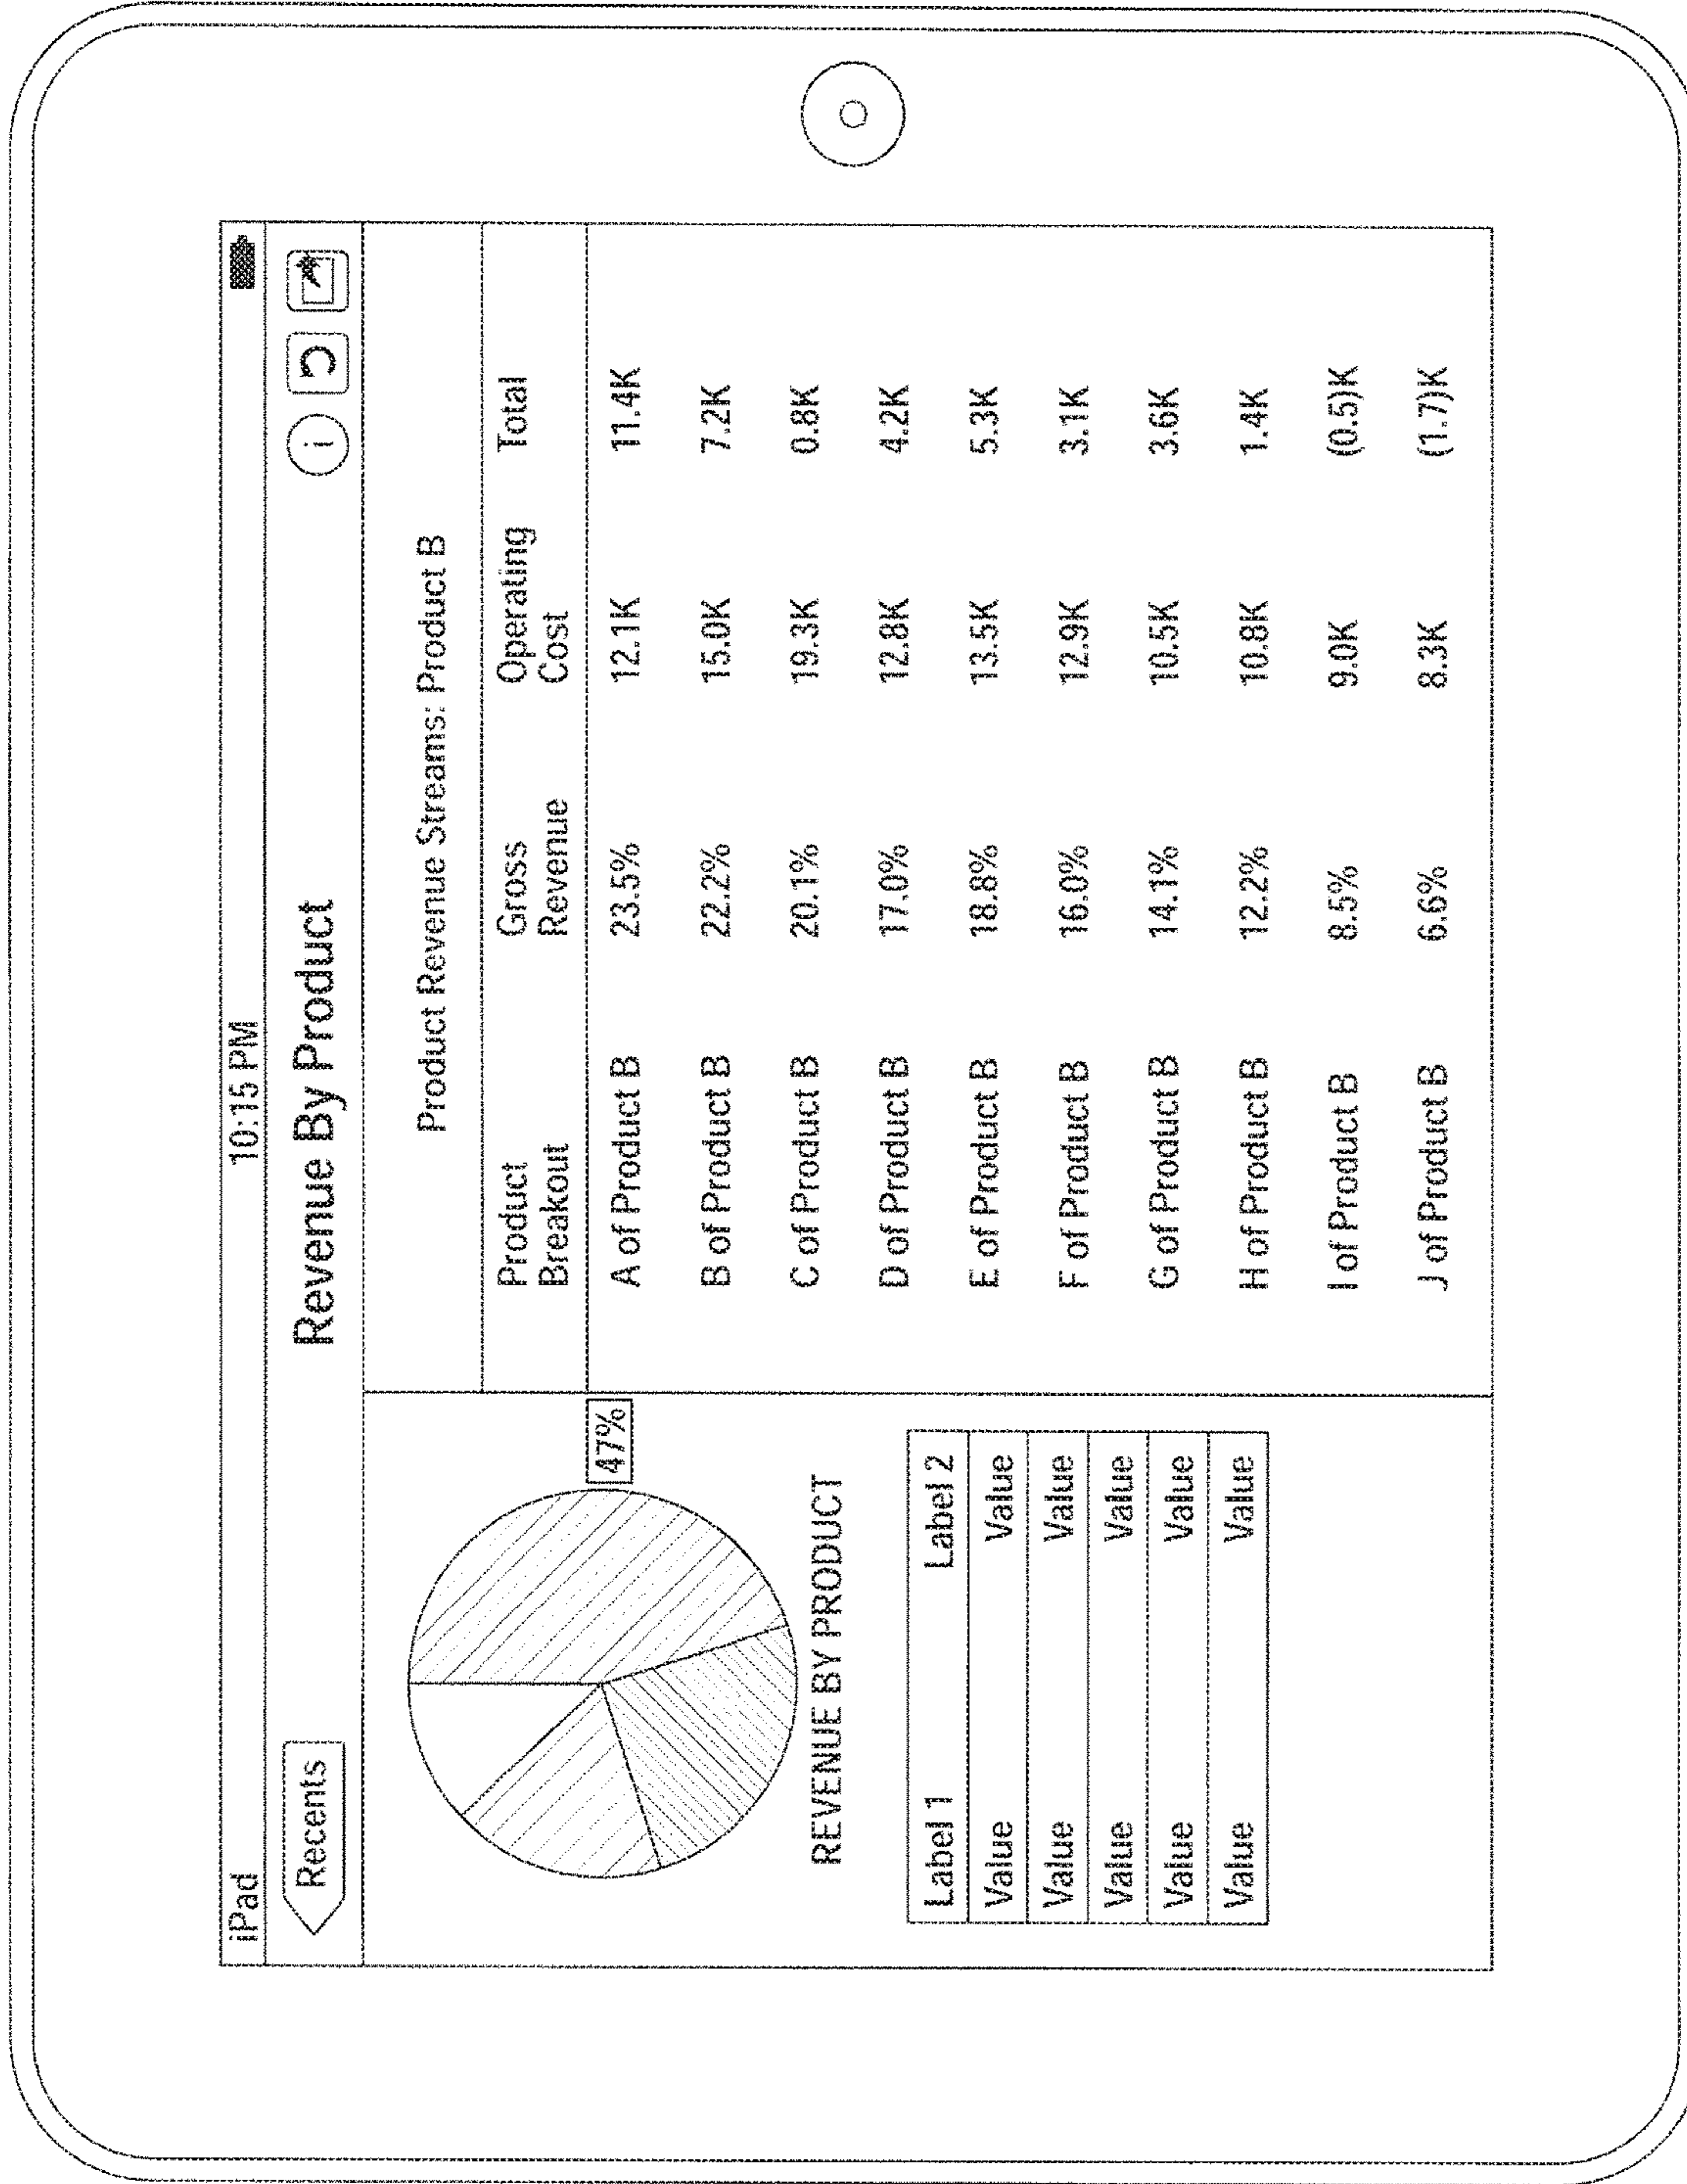 iPad 10:15 PM
Recents Revenue By Product i
47%
REVENUE BY PRODUCT
Label 1 Label 2
Value Value
Value Value
Value Value
Value Value
Value Value
Product Revenue Streams: Product B
Product Breakout Gross Revenue Operating Cost Total
A of Product B 23.5% 12.1K 11.4K
B of Product B 22.2% 15.0K 7.2K
C of Product B 20.1% 19.3K 0.8K
D of Product B 17.0% 12.8K 4.2K
E of Product B 18.8% 13.5K 5.3K
F of Product B 16.0% 12.9K 3.1K
G of Product B 14.1% 10.5K 3.6K
H of Product B 12.2% 10.8K 1.4K
I of Product B 8.5% 9.0K (0.5)K
J of Product B 6.6% 8.3K (1.7)K